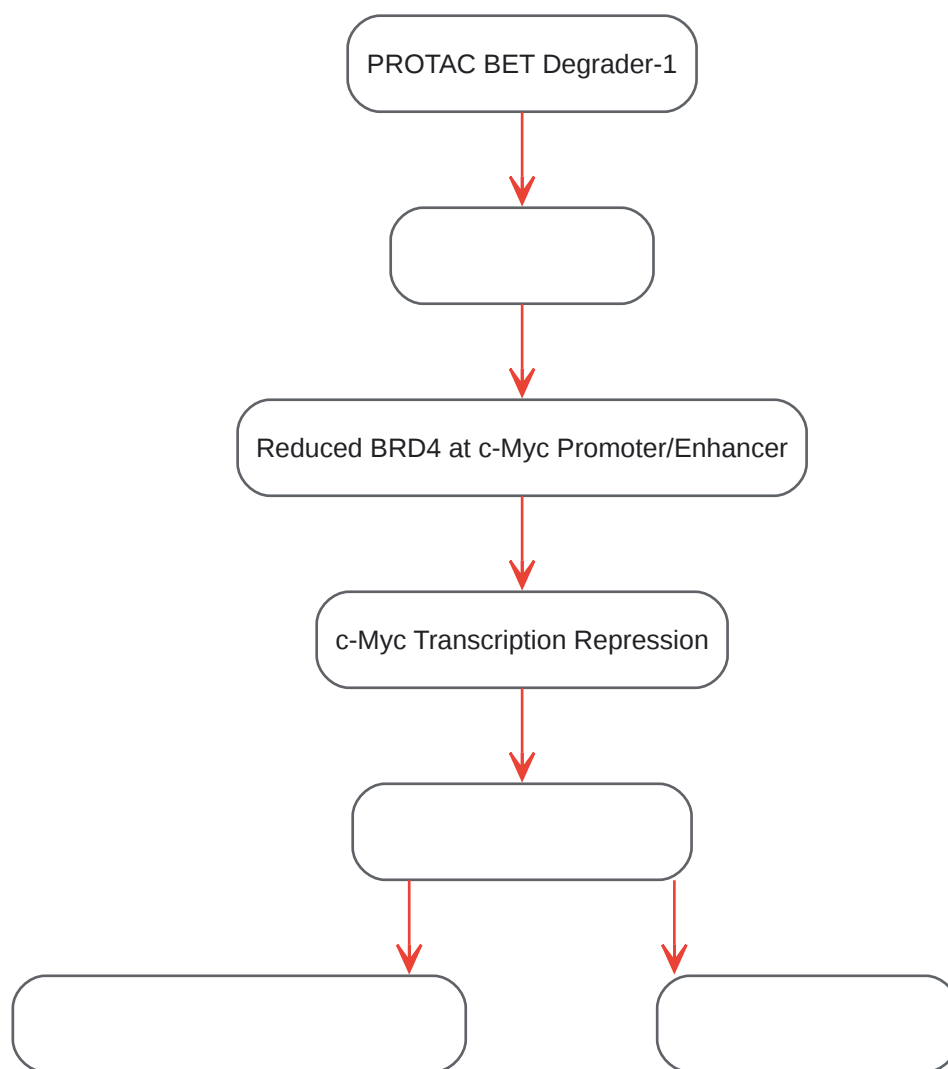 PROTAC BET Degrader-1
Reduced BRD4 at c-Myc Promoter/Enhancer
c-Myc Transcription Repression